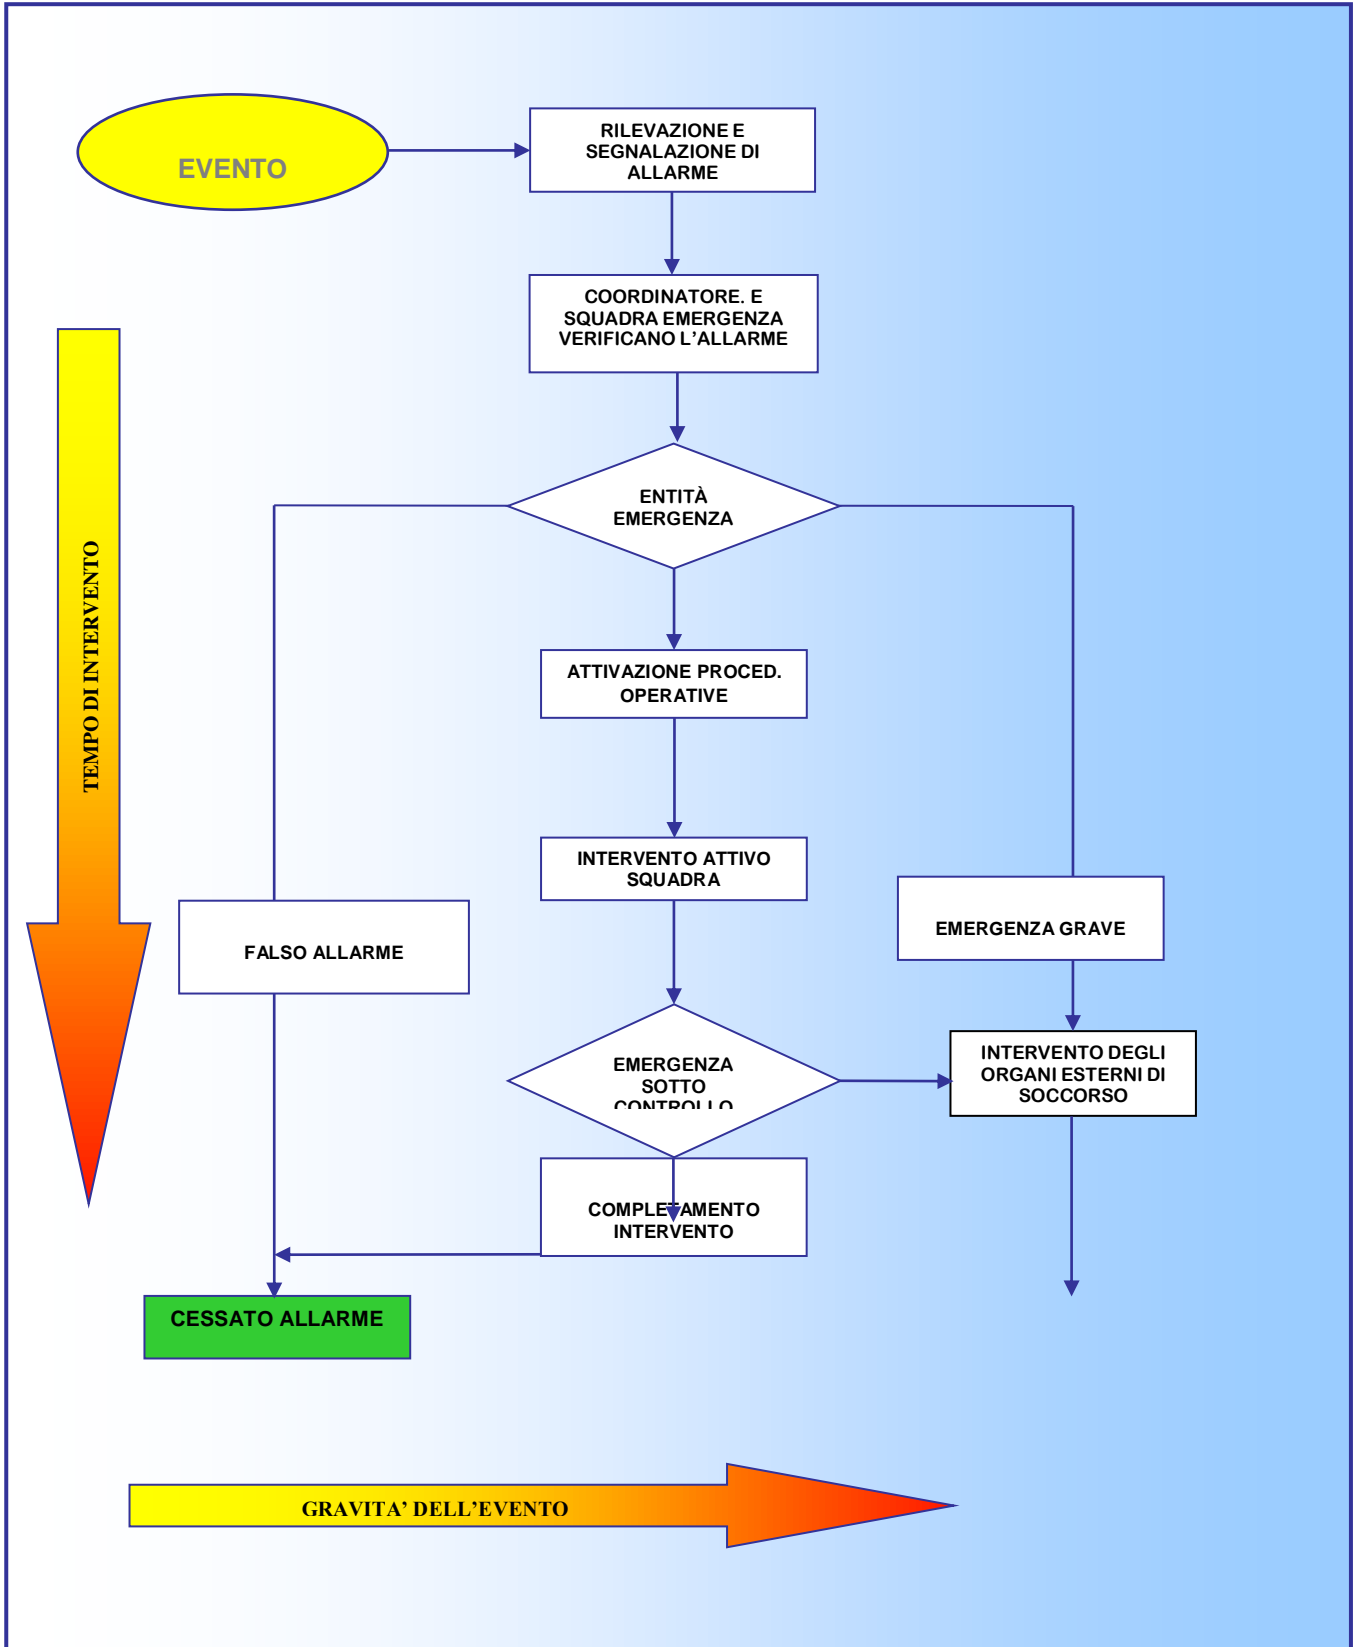 EVENTO
RILEVAZIONE E
SEGNALAZIONE DI
ALLARME
COORDINATORE. E
SQUADRA EMERGENZA
VERIFICANO L’ALLARME
ENTITÀ
EMERGENZA
TEMPO DI INTERVENTO
ATTIVAZIONE PROCED.
OPERATIVE
INTERVENTO ATTIVO
SQUADRA
FALSO ALLARME
EMERGENZA GRAVE
EMERGENZA
SOTTO
CONTROLLO
INTERVENTO DEGLI
ORGANI ESTERNI DI
SOCCORSO
COMPLETAMENTO
INTERVENTO
CESSATO ALLARME
GRAVITA’ DELL’EVENTO